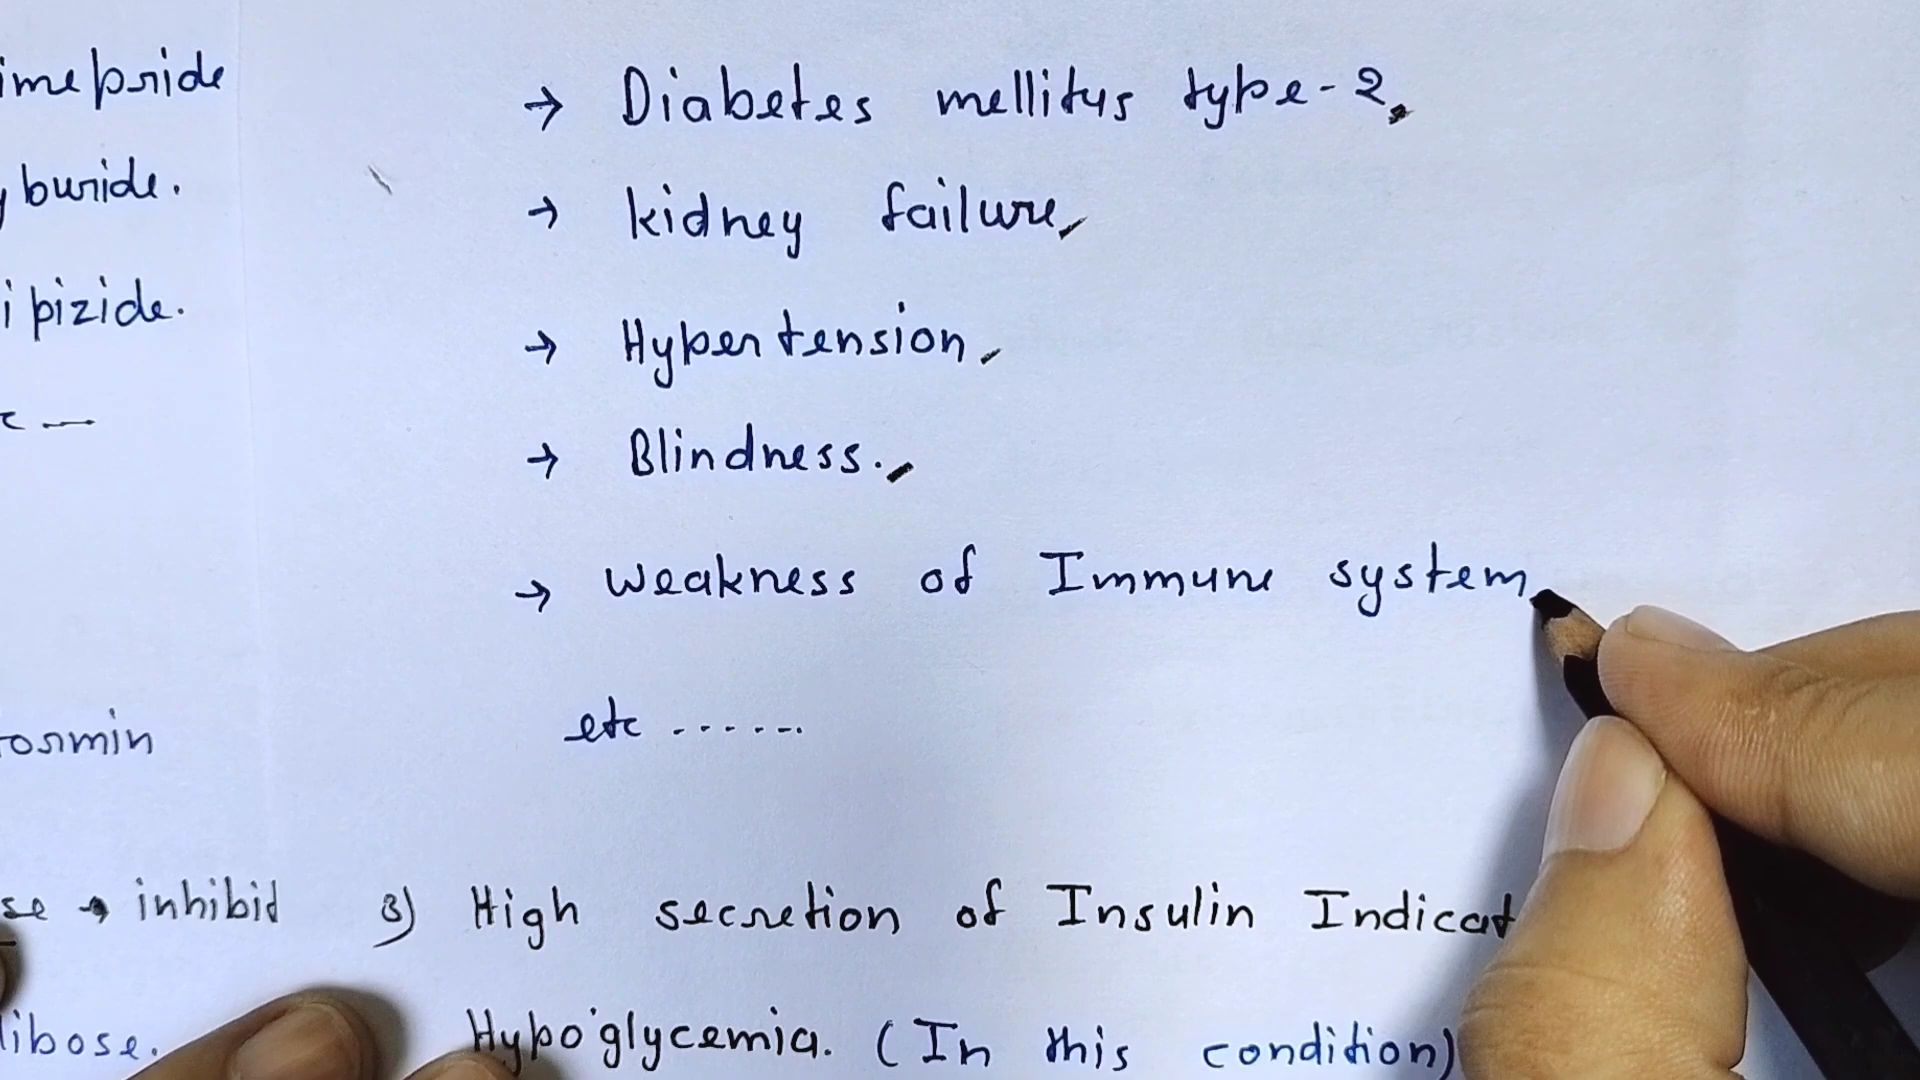 imepride
buride.
ipizide.
→ Diabetes mellitus type-2.
→ kidney failure
→ Hypertension
→ Blindness.
→ Weakness of Immune system
etc ......
ormin
se → inhibid
libose.
3) High secretion of Insulin Indicat
Hypoglycemia. (In this condition)